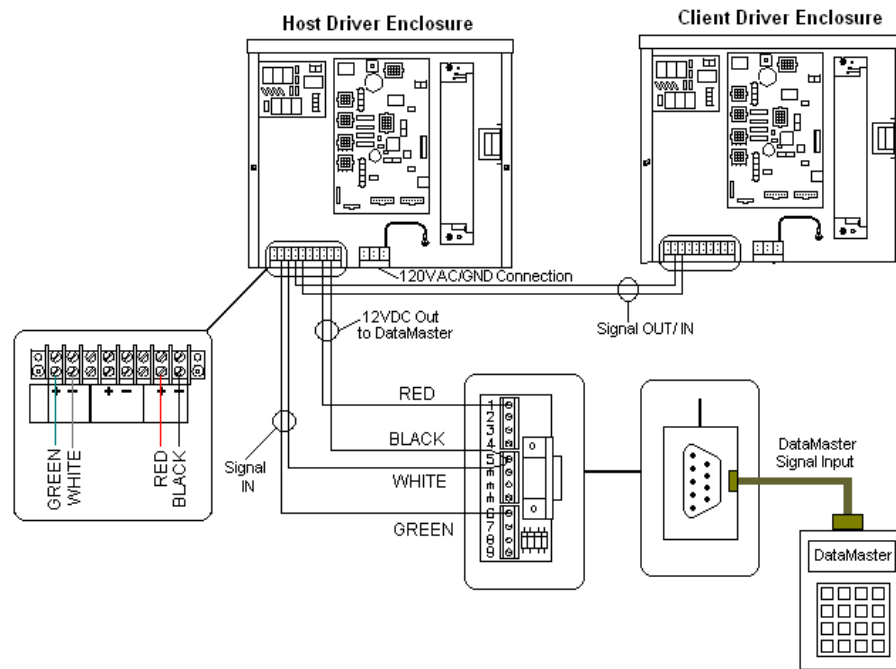 Host Driver Enclosure
Client Driver Enclosure
120VAC/GND Connection
12VDC Out
to DataMaster
Signal OUT/ IN
Signal
IN
+ - + - + -
GREEN
WHITE
RED
BLACK
RED
BLACK
WHITE
GREEN
1
2
3
4
5
m
m
m
6
7
8
9
DataMaster
Signal Input
DataMaster